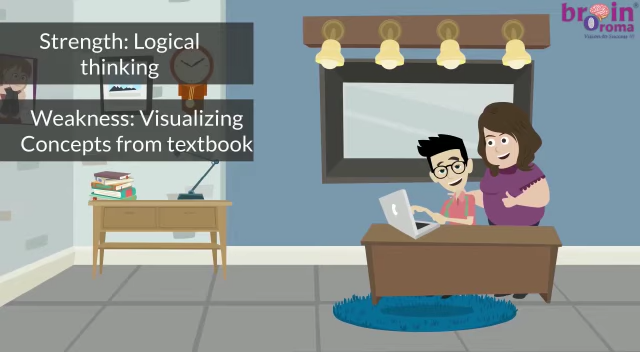 Strength: Logical
thinking
Weakness: Visualizing
Concepts from textbook
brain
oroma